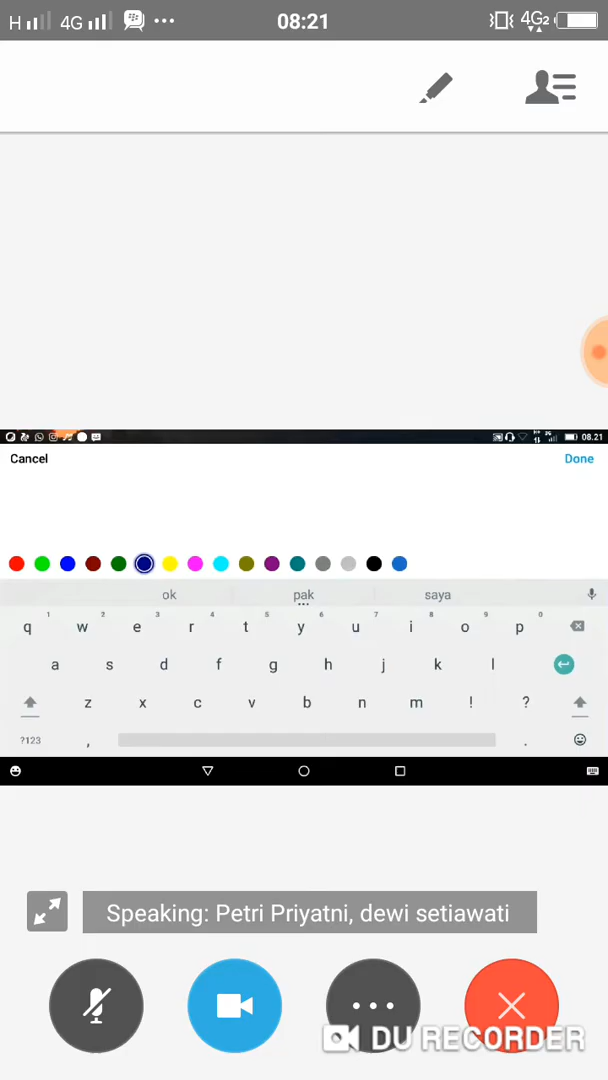 H 4G 08:21 4G2
08.21
Cancel Done
ok pak saya
1 2 3 4 5 6 7 8 9 0
q w e r t y u i o p
a s d f g h j k l
z x c v b n m ! ?
?123 , .
Speaking: Petri Priyatni, dewi setiawati
DU RECORDER